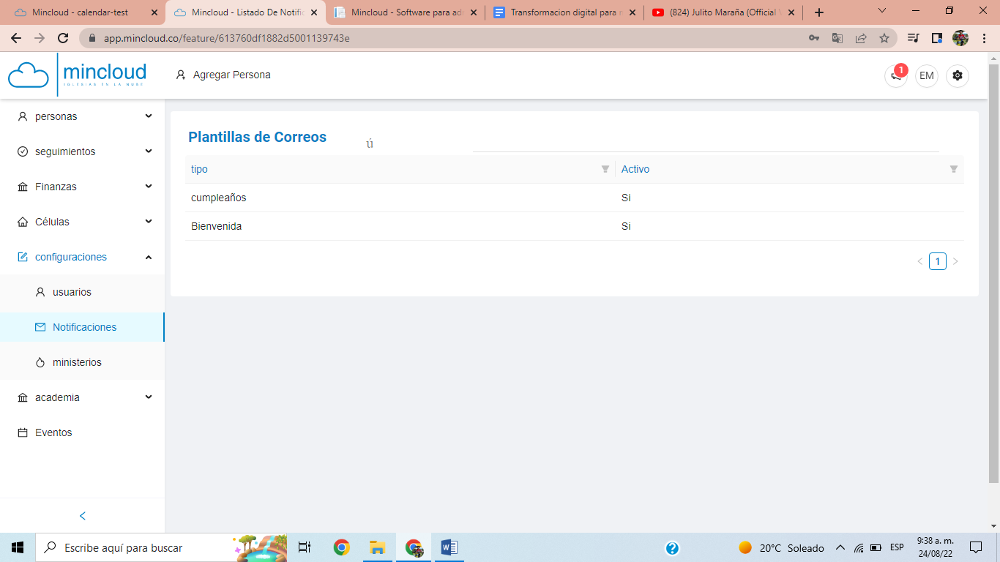 Mincloud - calendar-test
Mincloud - Listado De Notific
Mincloud - Software para adm
Transformacion digital para
(824) Julito Maraña (Official
app.mincloud.co/feature/613760df1882d5001139743e
mincloud
IGLESIAS EN LA NUBE
Agregar Persona
1
EM
personas
seguimientos
Finanzas
Células
configuraciones
usuarios
Notificaciones
ministerios
academia
Eventos
Plantillas de Correos
ú
tipo
Activo
cumpleaños
Si
Bienvenida
Si
1
Escribe aquí para buscar
20°C Soleado
ESP
9:38 a. m.
24/08/22